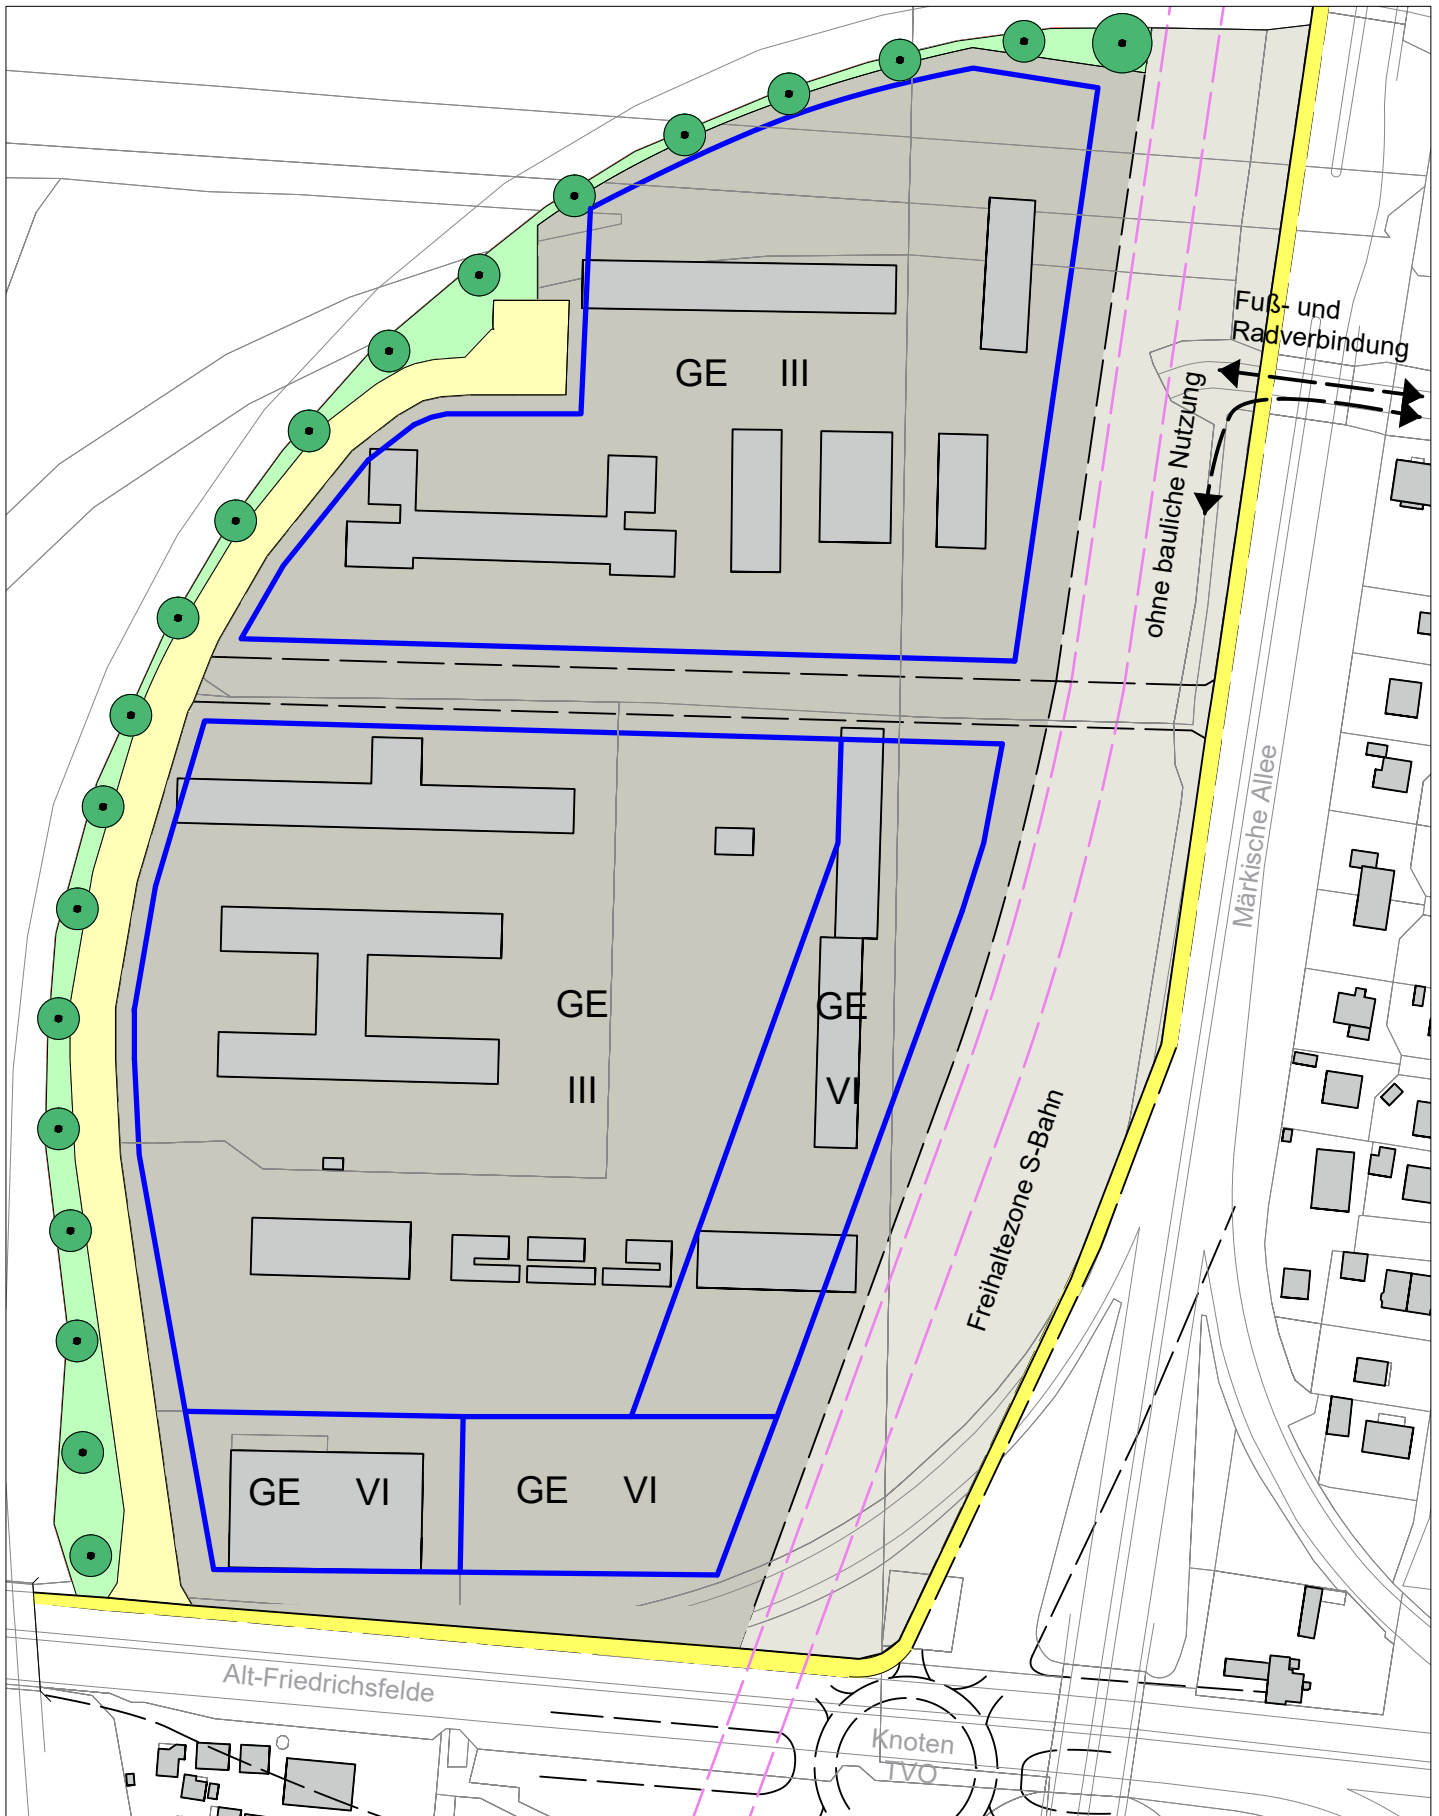 Fuß- und
Radverbindung
GE III
ohne bauliche Nutzung
Märkische Allee
GE
III
GE
VI
Freihaltezone S-Bahn
GE VI
GE VI
Alt-Friedrichsfelde
Knoten
TVO